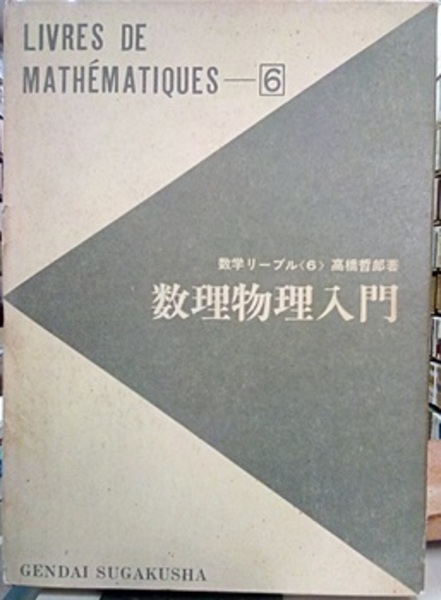 LIVRES DE
MATHÉMATIQUES—6
数学リーブル〈6〉 高橋哲郎著
数理物理入門
GENDAI SUGAKUSHA